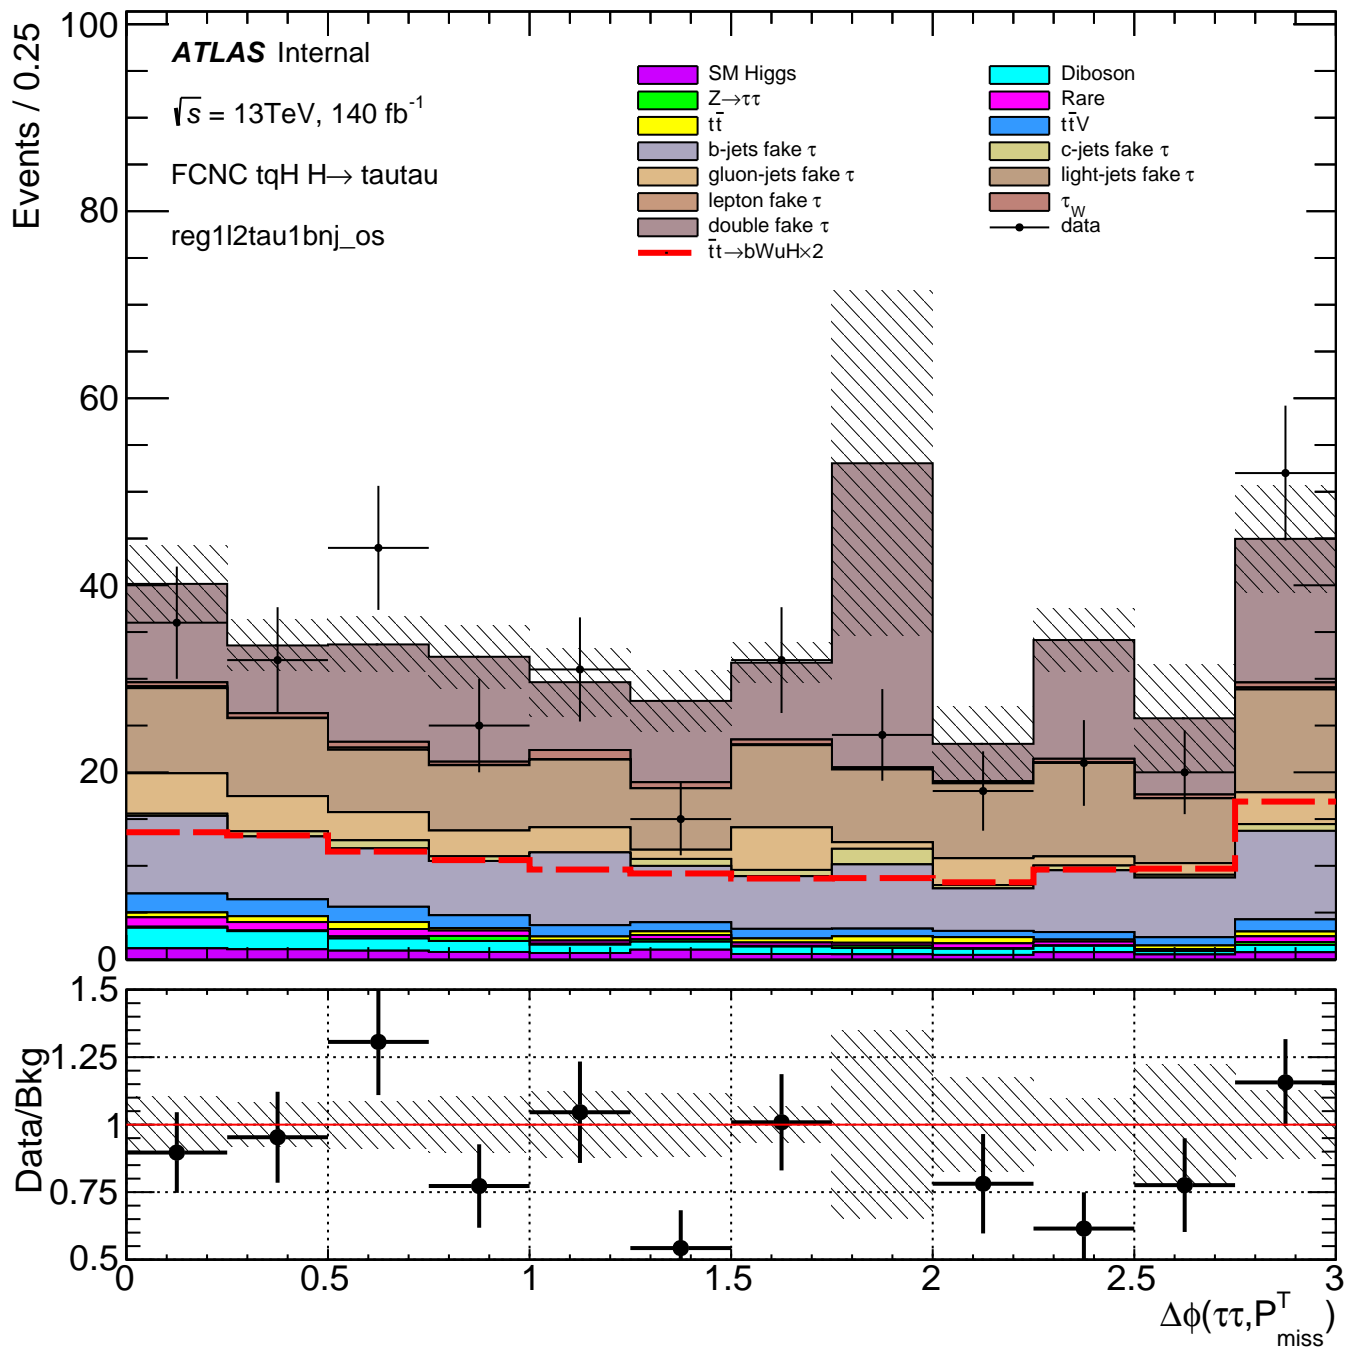 100
80
60
40
20
0
Events / 0.25
ATLAS Internal
√s = 13TeV, 140 fb⁻¹
FCNC tqH H→ tautau
reg1l2tau1bnj_os
SM Higgs
Z→ττ
tt̄
b-jets fake τ
gluon-jets fake τ
lepton fake τ
double fake τ
t̄t→bWuH×2
Diboson
Rare
tt̄V
c-jets fake τ
light-jets fake τ
τ_W
data
1.5
1.25
1
0.75
0.5
Data/Bkg
0 0.5 1 1.5 2 2.5 3
Δϕ(ττ,P^T_miss)